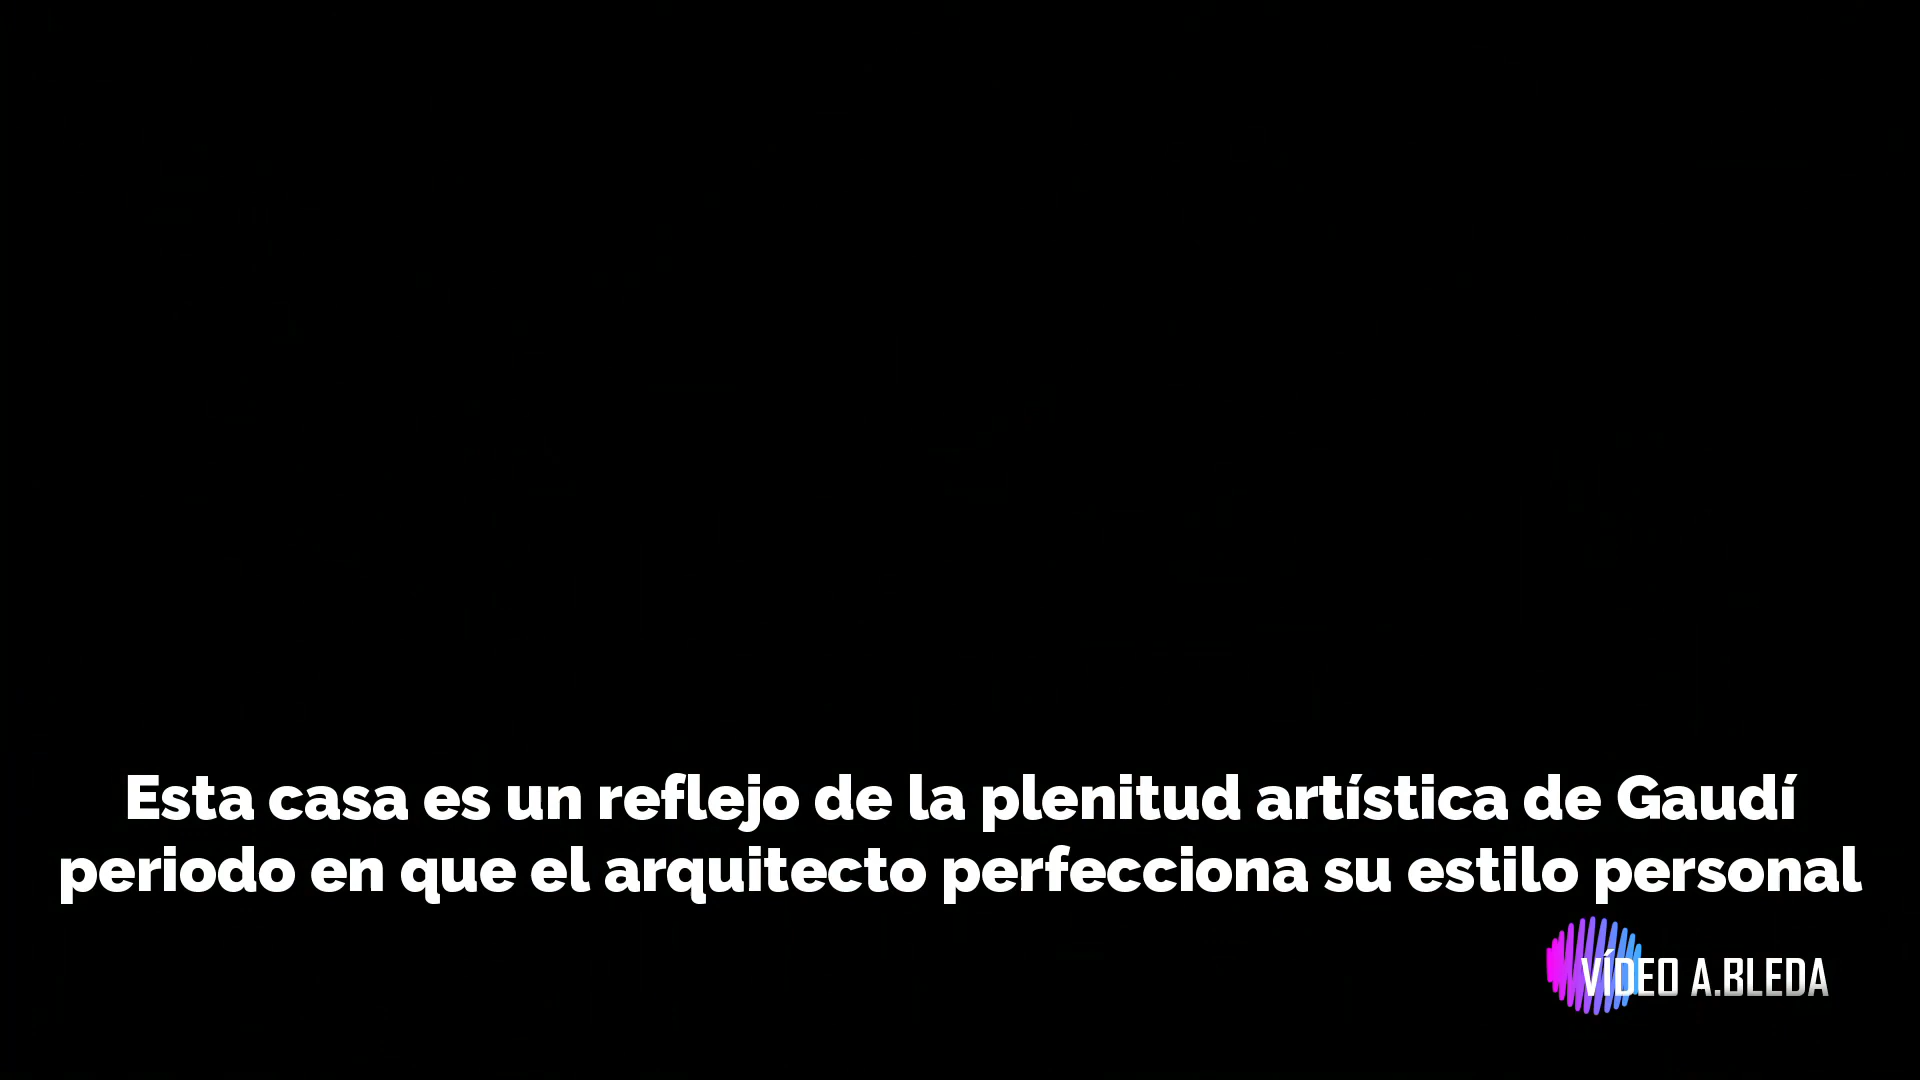 Esta casa es un reflejo de la plenitud artística de Gaudí
periodo en que el arquitecto perfecciona su estilo personal
VÍDEO A.BLEDA